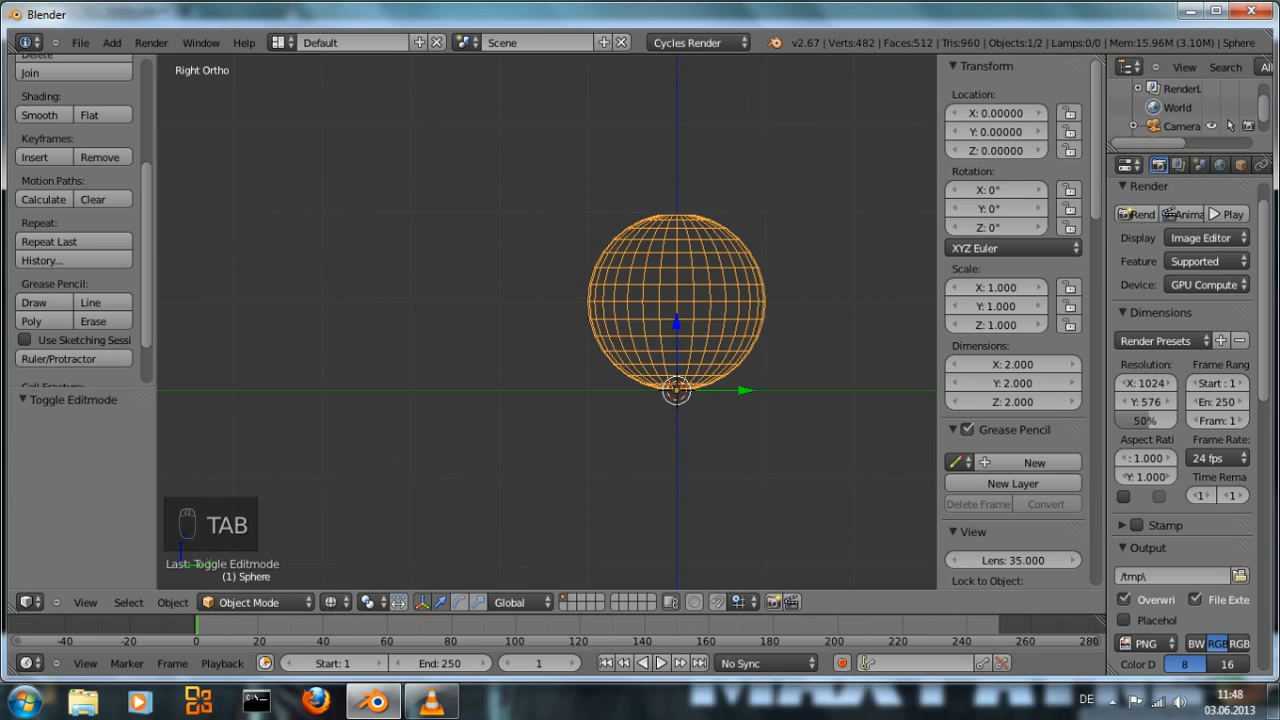 Blender
File Add Render Window Help Default Scene Cycles Render v2.67 | Verts:482 | Faces:512 | Tris:960 | Objects:1/2 | Lamps:0/0 | Mem:15.96M (3.10M) | Sphere
Join
Shading:
Smooth Flat
Keyframes:
Insert Remove
Motion Paths:
Calculate Clear
Repeat:
Repeat Last
History...
Grease Pencil:
Draw Line
Poly Erase
Use Sketching Sessi
Ruler/Protractor
Toggle Editmode
Right Ortho
TAB
Last: Toggle Editmode
(1) Sphere
Transform
Location:
X: 0.00000
Y: 0.00000
Z: 0.00000
Rotation:
X: 0°
Y: 0°
Z: 0°
XYZ Euler
Scale:
X: 1.000
Y: 1.000
Z: 1.000
Dimensions:
X: 2.000
Y: 2.000
Z: 2.000
Grease Pencil
New
New Layer
Delete Frame Convert
View
Lens: 35.000
Lock to Object:
View Search All
RenderL
World
Camera
Render
Rend Anima Play
Display Image Editor
Feature Supported
Device: GPU Compute
Dimensions
Render Presets
Resolution: Frame Rang
X: 1024 Start : 1
Y: 576 En: 250
50% Fram: 1
Aspect Rati Frame Rate:
: 1.000 24 fps
Y: 1.000 Time Rema
1 1
Stamp
Output
/tmp\
Overwri File Exte
Placehol
PNG BW RGB RGB
Color D 8 16
View Select Object Object Mode Global
-40 -20 0 20 40 60 80 100 120 140 160 180 200 220 240 260 280
View Marker Frame Playback Start: 1 End: 250 1 No Sync
DE
11:48
03.06.2013